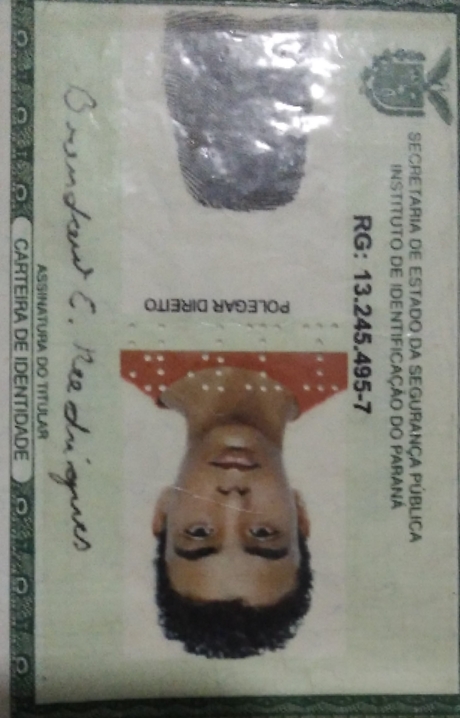 SECRETARIA DE ESTADO DA SEGURANÇA PÚBLICA
INSTITUTO DE IDENTIFICAÇÃO DO PARANÁ
RG: 13.245.495-7
POLEGAR DIREITO
E. Rodrigues
ASSINATURA DO TITULAR
CARTEIRA DE IDENTIDADE